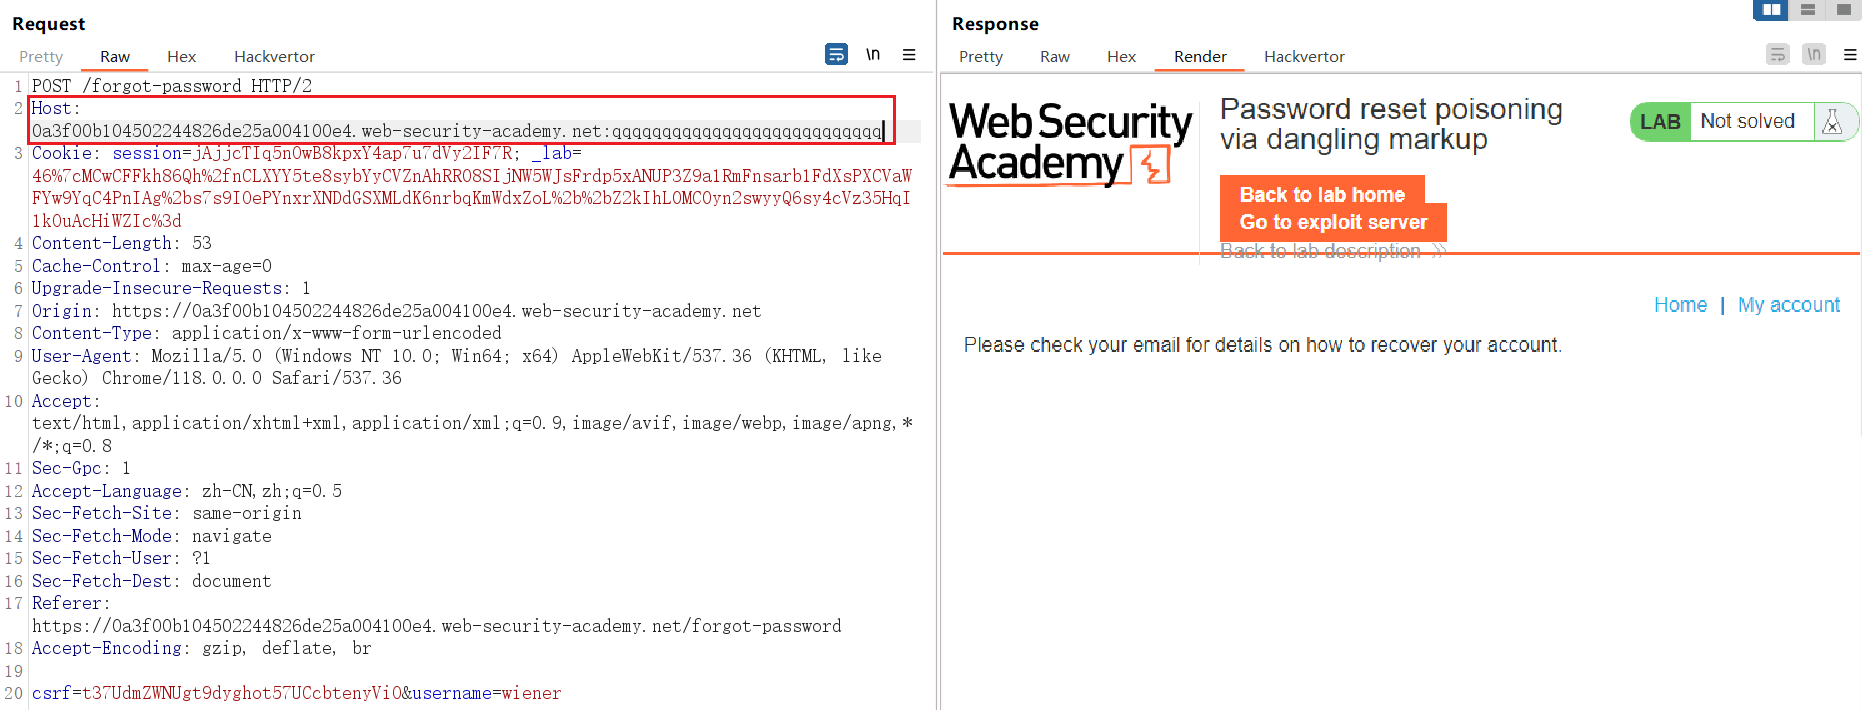 Request
Pretty Raw Hex Hackvertor
\n
1 POST /forgot-password HTTP/2
2 Host:
0a3f00b104502244826de25a004100e4.web-security-academy.net:qqqqqqqqqqqqqqqqqqqqqqqqqqq
3 Cookie: session=jAjjcTIq5nOwB8kpxY4ap7u7dVy2IF7R; _lab=
46%7cMCwCFFkh86Qh%2fnCLXYY5te8sybYyCVZnAhRRO8SIjNW5WJsFrdp5xANUP3Z9a1RmFnsarb1FdXsPXCVaW
FYw9YqC4PnIAg%2bs7s9IOePYnxrXNDdGSXMLdK6nrbqKmWdxZoL%2b%2bZ2kIhLOMCOyn2swyyQ6sy4cVz35HqI
1kOuAcHiWZIc%3d
4 Content-Length: 53
5 Cache-Control: max-age=0
6 Upgrade-Insecure-Requests: 1
7 Origin: https://0a3f00b104502244826de25a004100e4.web-security-academy.net
8 Content-Type: application/x-www-form-urlencoded
9 User-Agent: Mozilla/5.0 (Windows NT 10.0; Win64; x64) AppleWebKit/537.36 (KHTML, like
Gecko) Chrome/118.0.0.0 Safari/537.36
10 Accept:
text/html,application/xhtml+xml,application/xml;q=0.9,image/avif,image/webp,image/apng,*
/*;q=0.8
11 Sec-Gpc: 1
12 Accept-Language: zh-CN,zh;q=0.5
13 Sec-Fetch-Site: same-origin
14 Sec-Fetch-Mode: navigate
15 Sec-Fetch-User: ?1
16 Sec-Fetch-Dest: document
17 Referer:
https://0a3f00b104502244826de25a004100e4.web-security-academy.net/forgot-password
18 Accept-Encoding: gzip, deflate, br
19
20 csrf=t37UdmZWNUgt9dyghot57UCcbtenyViO&username=wiener
Response
Pretty Raw Hex Render Hackvertor
\n
Web Security
Academy
Password reset poisoning
via dangling markup
LAB Not solved
Back to lab home
Go to exploit server
Back to lab description »
Home | My account
Please check your email for details on how to recover your account.